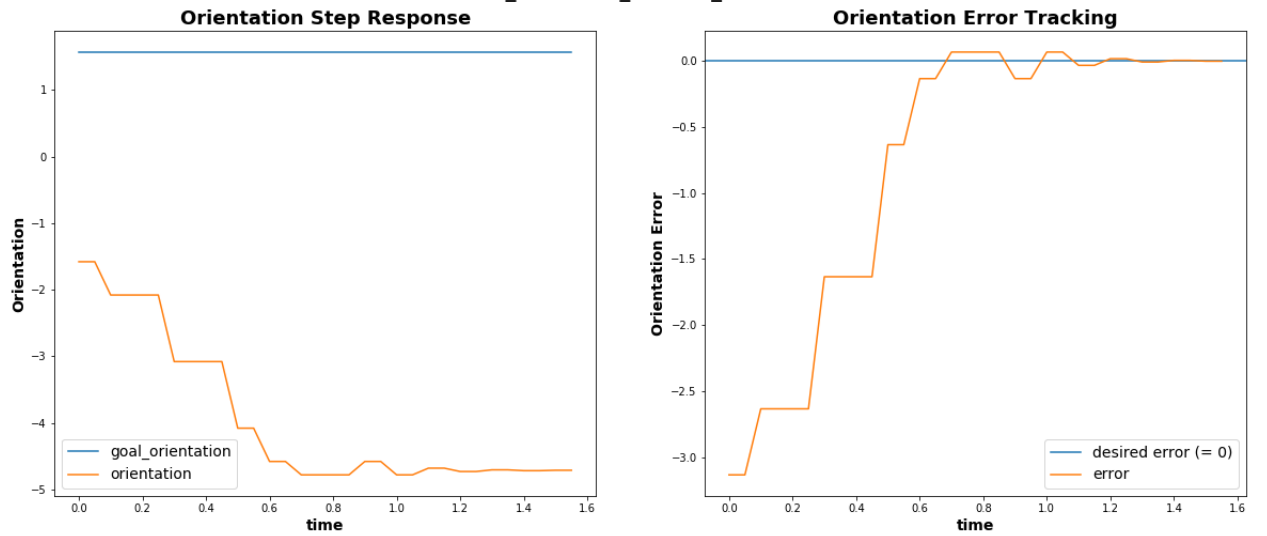 Orientation Step Response
Orientation
1
0
−1
−2
−3
−4
−5
0.0 0.2 0.4 0.6 0.8 1.0 1.2 1.4 1.6
time
goal_orientation
orientation
Orientation Error Tracking
Orientation Error
0.0
−0.5
−1.0
−1.5
−2.0
−2.5
−3.0
0.0 0.2 0.4 0.6 0.8 1.0 1.2 1.4 1.6
time
desired error (= 0)
error